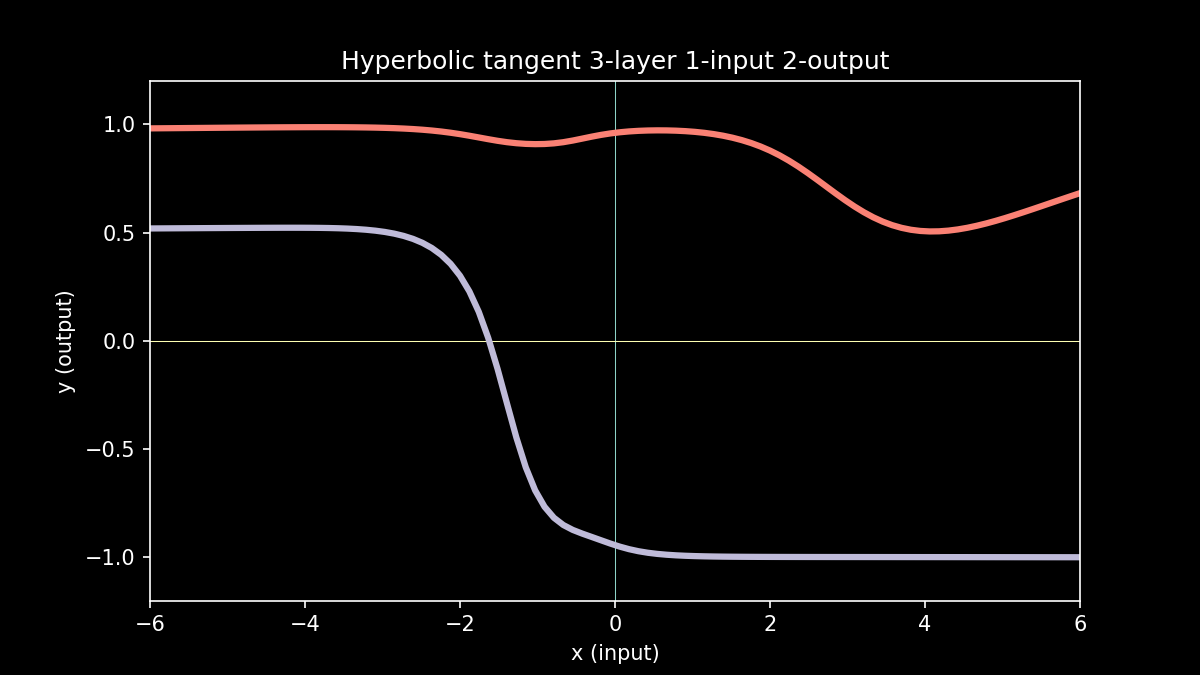 Hyperbolic tangent 3-layer 1-input 2-output
1.0
0.5
0.0
−0.5
−1.0
y (output)
−6 −4 −2 0 2 4 6
x (input)